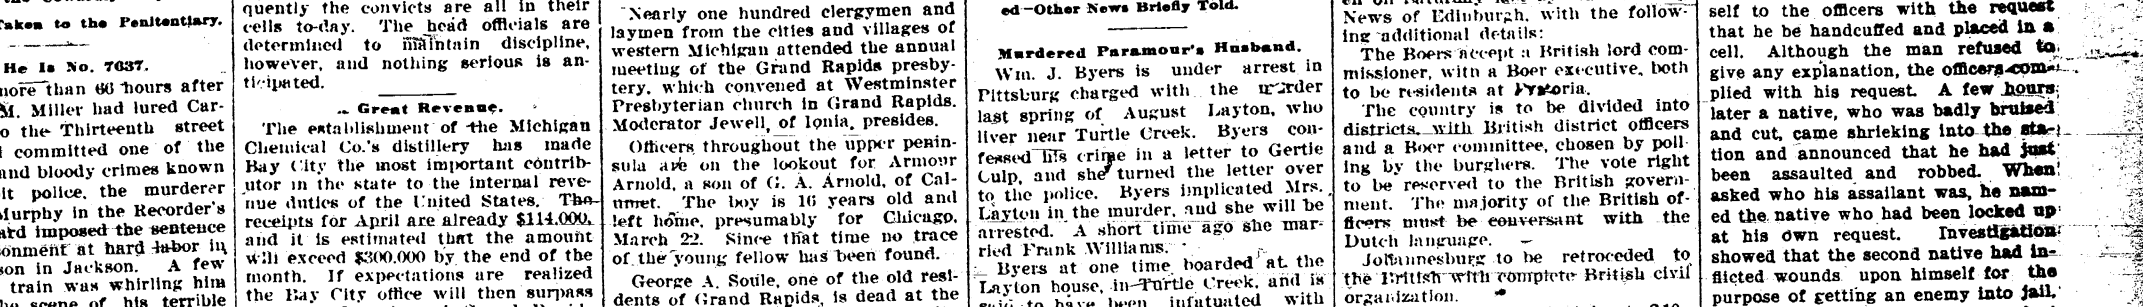 Taken to the Penitentiary.
He Is No. 7637.
more than 66 hours after
M. Miller had lured Car-
o the Thirteenth street
committed one of the
and bloody crimes known
it police, the murderer
Murphy in the Recorder's
ard imposed the sentence
onment at hard labor in
son in Jackson. A few
train was whirling him
scene of his terrible
quently the convicts are all in their
cells to-day. The head officials are
determined to maintain discipline,
however, and nothing serious is an-
ticipated.
Great Revenue.
The establishment of the Michigan
Chemical Co.'s distillery has made
Bay City the most important contrib-
utor in the state to the internal reve-
nue duties of the United States. The
receipts for April are already $114,000,
and it is estimated that the amount
will exceed $300,000 by the end of the
month. If expectations are realized
the Bay City office will then surpass
Nearly one hundred clergymen and
laymen from the cities and villages of
western Michigan attended the annual
meeting of the Grand Rapids presby-
tery, which convened at Westminster
Presbyterian church in Grand Rapids.
Moderator Jewell, of Ionia, presides.
Officers throughout the upper penin-
sula are on the lookout for Armour
Arnold, a son of G. A. Arnold, of Cal-
umet. The boy is 16 years old and
left home, presumably for Chicago,
March 22. Since that time no trace
of the young fellow has been found.
George A. Soule, one of the old resi-
dents of Grand Rapids, is dead at the
ed—Other News Briefly Told.
Murdered Paramour's Husband.
Wm. J. Byers is under arrest in
Pittsburg charged with the murder
last spring of August Layton, who
liver near Turtle Creek. Byers con-
fessed his crime in a letter to Gertie
Culp, and she turned the letter over
to the police. Byers implicated Mrs.
Layton in the murder, and she will be
arrested. A short time ago she mar-
ried Frank Williams.
Byers at one time boarded at the
Layton house, in Turtle Creek, and is
said to have been infatuated with
News of Edinburgh, with the follow-
ing additional details:
The Boers accept a British lord com-
missioner, with a Boer executive, both
to be residents at Pretoria.
The country is to be divided into
districts, with British district officers
and a Boer committee, chosen by poll-
ing by the burghers. The vote right
to be reserved to the British govern-
ment. The majority of the British of-
ficers must be conversant with the
Dutch language.
Johannesburg to be retroceded to
the British with complete British civil
organization.
self to the officers with the request
that he be handcuffed and placed in a
cell. Although the man refused to
give any explanation, the officers com-
plied with his request. A few hours
later a native, who was badly bruised
and cut, came shrieking into the sta-
tion and announced that he had just
been assaulted and robbed. When
asked who his assailant was, he nam-
ed the native who had been locked up
at his own request. Investigation
showed that the second native had in-
flicted wounds upon himself for the
purpose of getting an enemy into jail.